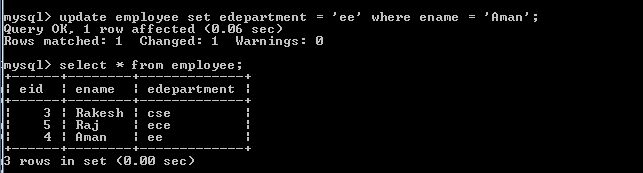 mysql> update employee set edepartment = 'ee' where ename = 'Aman';
Query OK, 1 row affected (0.06 sec)
Rows matched: 1  Changed: 1  Warnings: 0
mysql> select * from employee;
+------+--------+-------------+
| eid  | ename  | edepartment |
+------+--------+-------------+
|    3 | Rakesh | cse         |
|    5 | Raj    | ece         |
|    4 | Aman   | ee          |
+------+--------+-------------+
3 rows in set (0.00 sec)